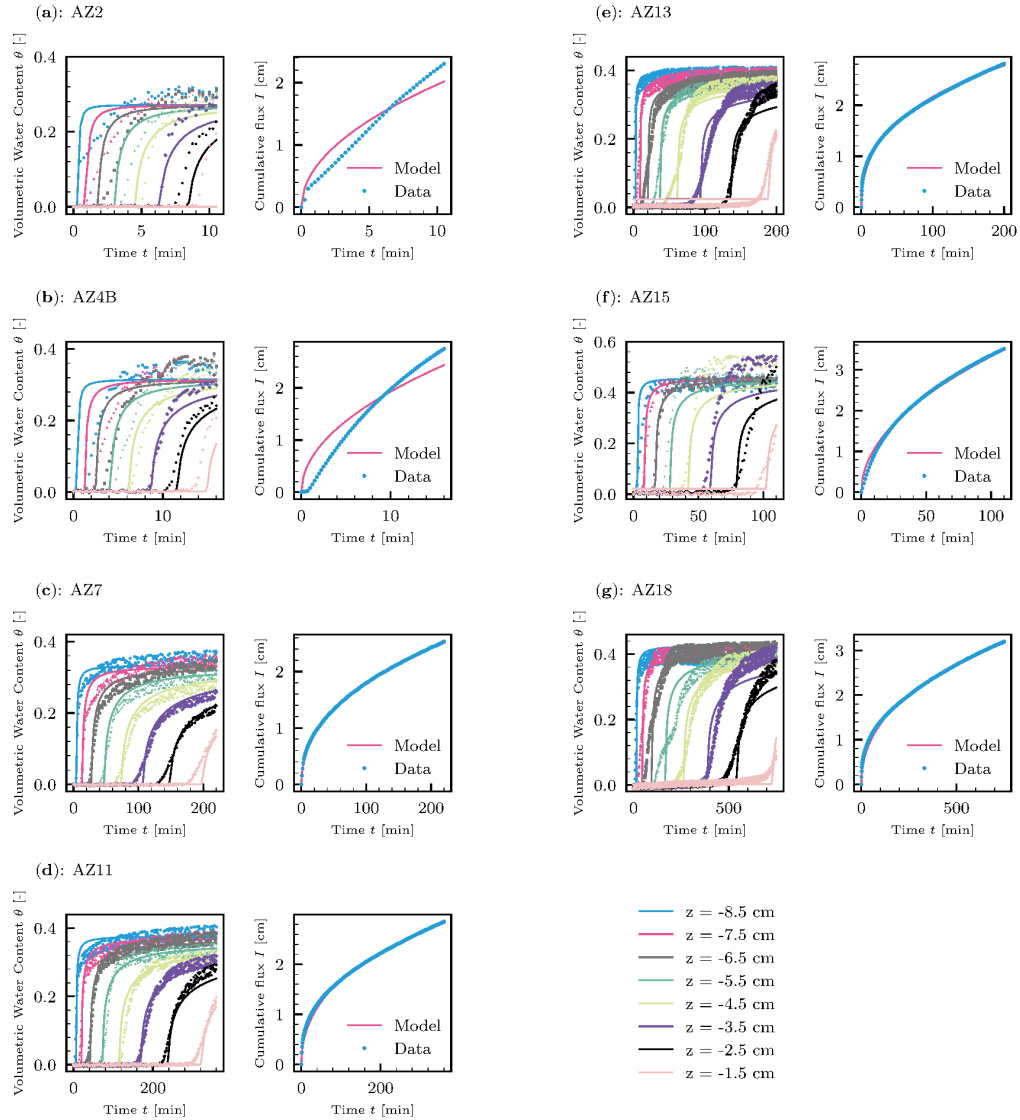 (a): AZ2
Volumetric Water Content θ [-]
0.4
0.2
0.0
0 5 10
Time t [min]
Cumulative flux I [cm]
2
1
0
Model
Data
0 5 10
Time t [min]
(e): AZ13
Volumetric Water Content θ [-]
0.4
0.2
0.0
0 100 200
Time t [min]
Cumulative flux I [cm]
2
1
0
Model
Data
0 100 200
Time t [min]
(b): AZ4B
Volumetric Water Content θ [-]
0.4
0.2
0.0
0 10
Time t [min]
Cumulative flux I [cm]
2
1
0
Model
Data
0 10
Time t [min]
(f): AZ15
Volumetric Water Content θ [-]
0.6
0.4
0.2
0.0
0 50 100
Time t [min]
Cumulative flux I [cm]
3
2
1
0
Model
Data
0 50 100
Time t [min]
(c): AZ7
Volumetric Water Content θ [-]
0.4
0.2
0.0
0 100 200
Time t [min]
Cumulative flux I [cm]
2
1
0
Model
Data
0 100 200
Time t [min]
(g): AZ18
Volumetric Water Content θ [-]
0.4
0.2
0.0
0 500
Time t [min]
Cumulative flux I [cm]
3
2
1
0
Model
Data
0 500
Time t [min]
(d): AZ11
Volumetric Water Content θ [-]
0.4
0.2
0.0
0 200
Time t [min]
Cumulative flux I [cm]
2
1
0
Model
Data
0 200
Time t [min]
z = -8.5 cm
z = -7.5 cm
z = -6.5 cm
z = -5.5 cm
z = -4.5 cm
z = -3.5 cm
z = -2.5 cm
z = -1.5 cm